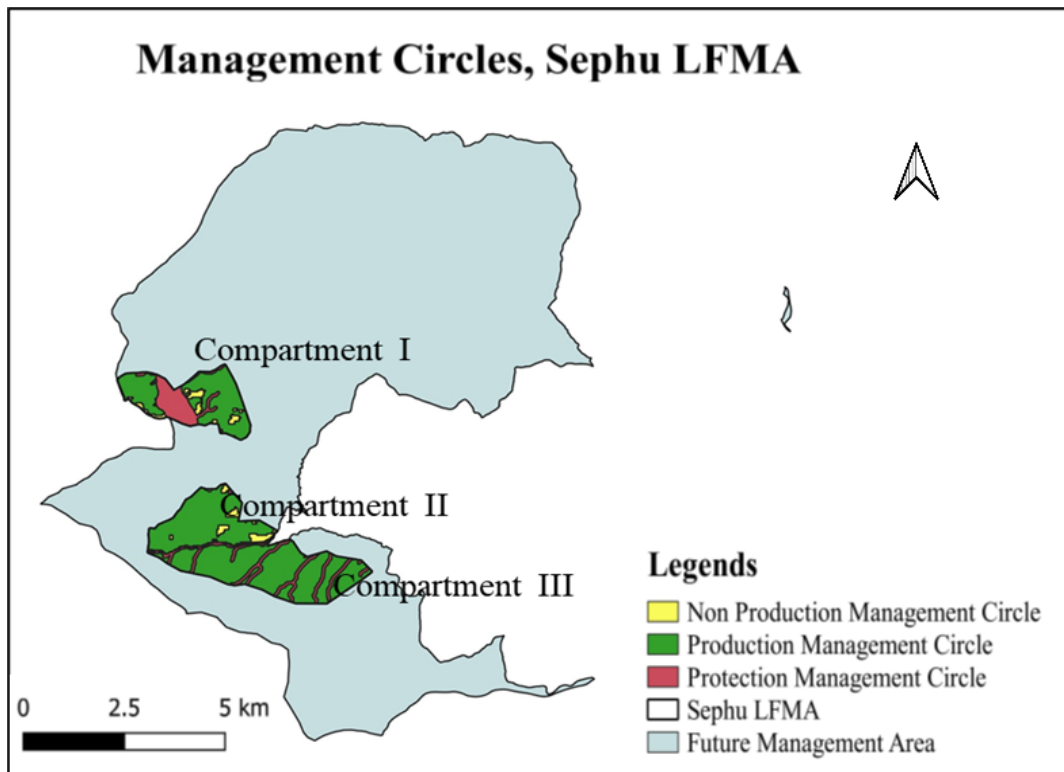 Management Circles, Sephu LFMA
Compartment I
Compartment II
Compartment III
Legends
Non Production Management Circle
Production Management Circle
Protection Management Circle
Sephu LFMA
Future Management Area
0 2.5 5 km